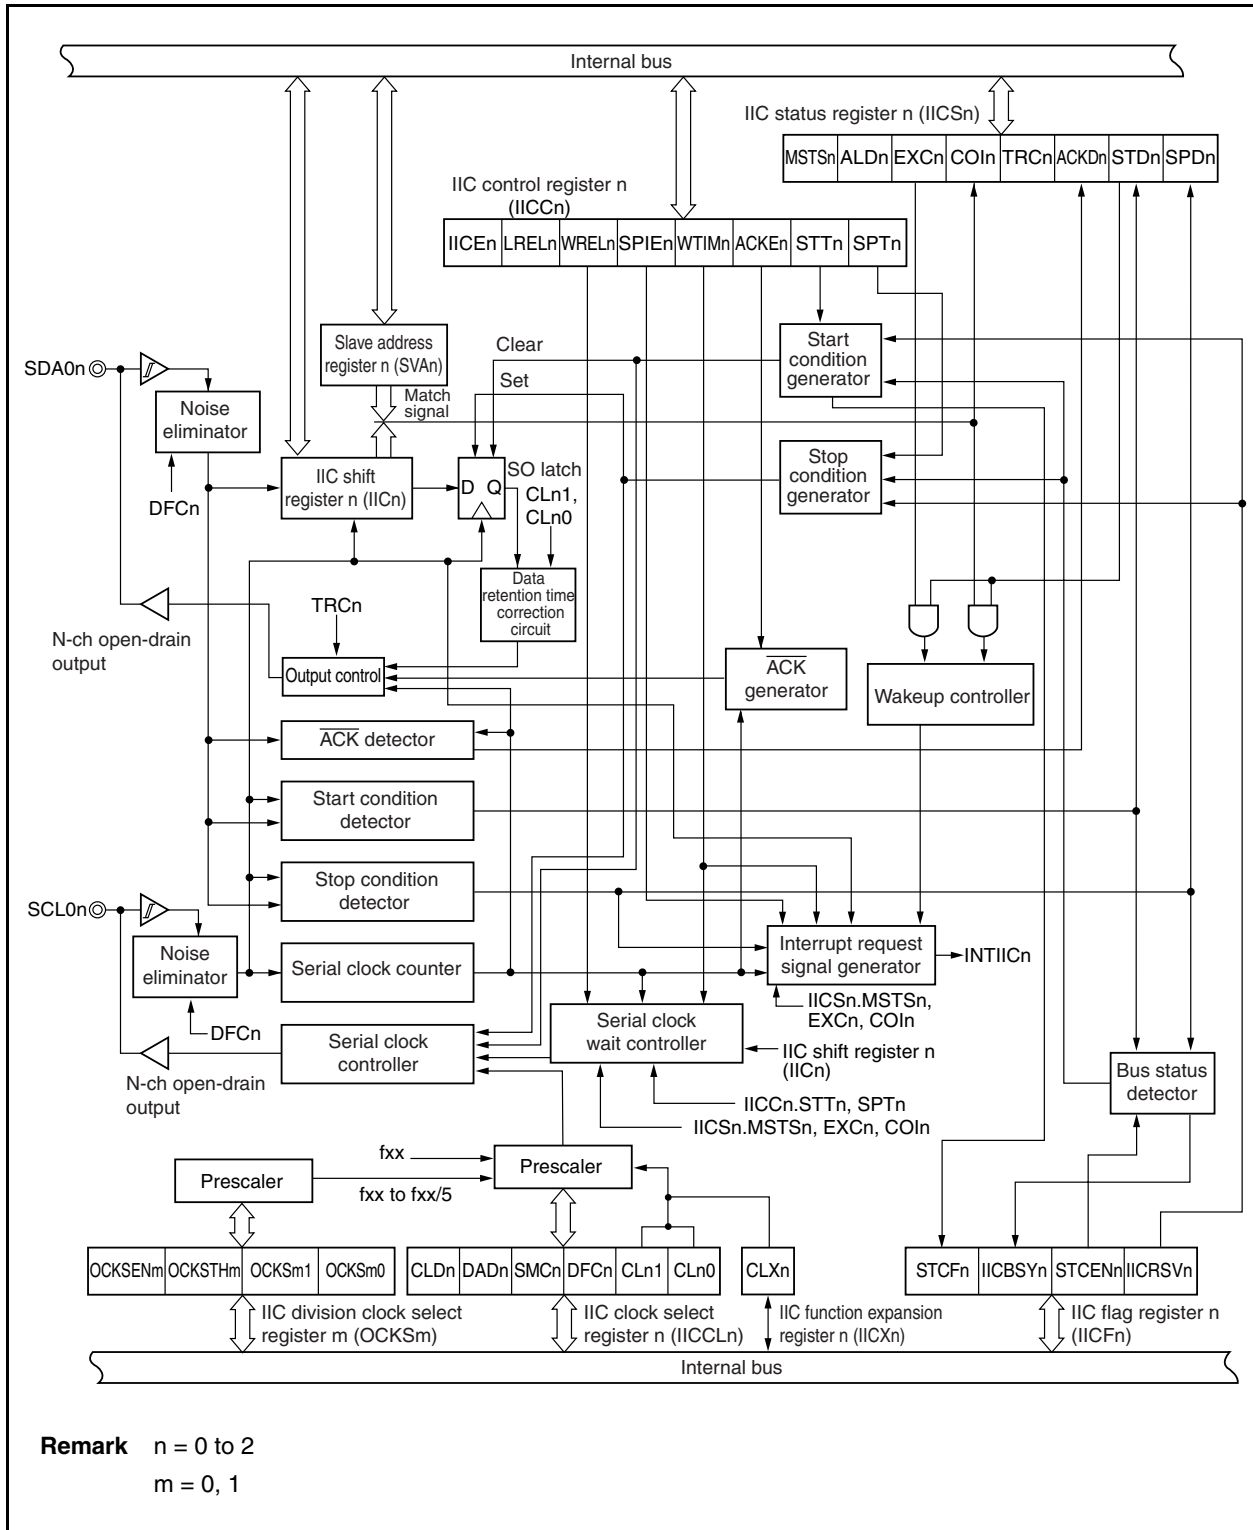 Internal bus
IIC status register n (IICSn)
MSTSn ALDn EXCn COIn TRCn ACKDn STDn SPDn
IIC control register n
(IICCn)
IICEn LRELn WRELn SPIEn WTIMn ACKEn STTn SPTn
Slave address
register n (SVAn)
Clear
Set
Match
signal
Start
condition
generator
SDA0n
Noise
eliminator
DFCn
IIC shift
register n (IICn)
D Q
SO latch
CLn1,
CLn0
Stop
condition
generator
Data
retention time
correction
circuit
TRCn
N-ch open-drain
output
Output control
ACK
generator
Wakeup controller
ACK detector
Start condition
detector
Stop condition
detector
SCL0n
Noise
eliminator
DFCn
Serial clock counter
Interrupt request
signal generator
INTIICn
IICSn.MSTSn,
EXCn, COIn
Serial clock
controller
Serial clock
wait controller
IIC shift register n
(IICn)
N-ch open-drain
output
IICCn.STTn, SPTn
IICSn.MSTSn, EXCn, COIn
Bus status
detector
fxx
Prescaler
fxx to fxx/5
Prescaler
OCKSENm OCKSTHm OCKSm1 OCKSm0
CLDn DADn SMCn DFCn CLn1 CLn0
CLXn
STCFn IICBSYn STCENn IICRSVn
IIC division clock select
register m (OCKSm)
IIC clock select
register n (IICCLn)
IIC function expansion
register n (IICXn)
IIC flag register n
(IICFn)
Internal bus
Remark n = 0 to 2
m = 0, 1